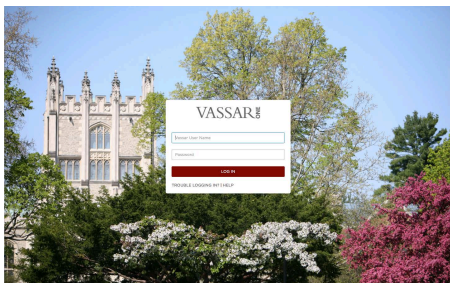 VASSAR ONE
Vassar User Name
Password
LOG IN
TROUBLE LOGGING IN? | HELP